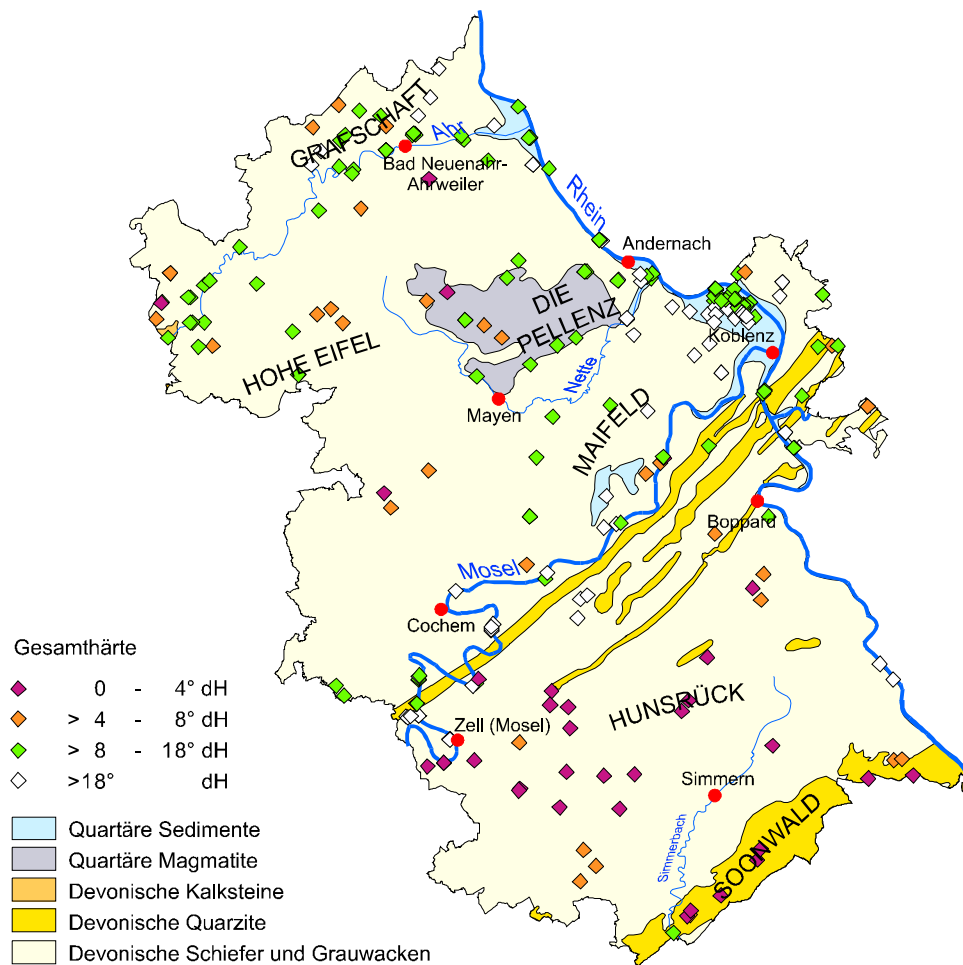 GRAFSCHAFT
Ahr
Bad Neuenahr-
Ahrweiler
Rhein
Andernach
DIE
PELLENZ
Koblenz
HOHE EIFEL
Nette
Mayen
MAIFELD
Boppard
Mosel
Cochem
HUNSRÜCK
Zell (Mosel)
Simmern
SOONWALD
Simmerbach
Gesamthärte
0 - 4° dH
> 4 - 8° dH
> 8 - 18° dH
>18° dH
Quartäre Sedimente
Quartäre Magmatite
Devonische Kalksteine
Devonische Quarzite
Devonische Schiefer und Grauwacken